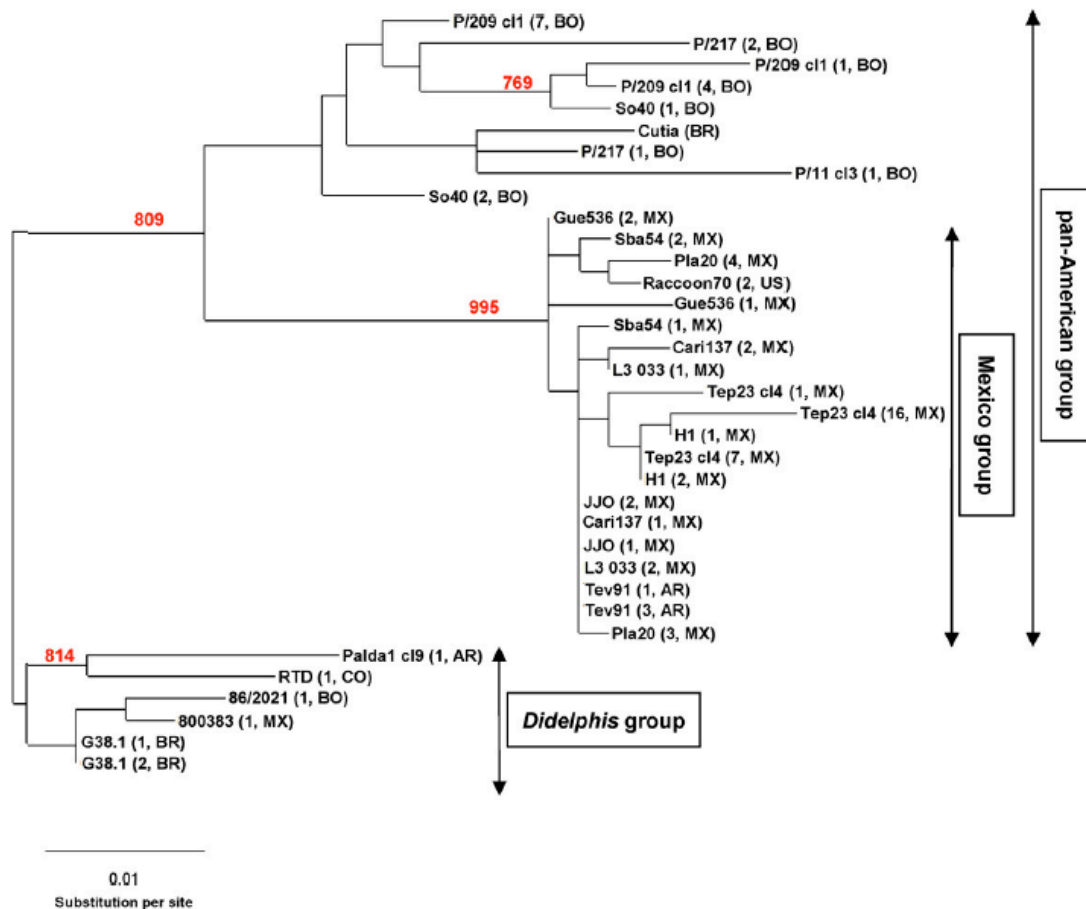 P/209 cl1 (7, BO)
P/217 (2, BO)
P/209 cl1 (1, BO)
769
P/209 cl1 (4, BO)
So40 (1, BO)
Cutia (BR)
P/217 (1, BO)
P/11 cl3 (1, BO)
So40 (2, BO)
809
Gue536 (2, MX)
Sba54 (2, MX)
Pla20 (4, MX)
Raccoon70 (2, US)
995
Gue536 (1, MX)
Sba54 (1, MX)
Cari137 (2, MX)
L3 033 (1, MX)
Tep23 cl4 (1, MX)
Tep23 cl4 (16, MX)
H1 (1, MX)
Tep23 cl4 (7, MX)
H1 (2, MX)
JJO (2, MX)
Cari137 (1, MX)
JJO (1, MX)
L3 033 (2, MX)
Tev91 (1, AR)
Tev91 (3, AR)
Pla20 (3, MX)
Mexico group
pan-American group
814
Palda1 cl9 (1, AR)
RTD (1, CO)
86/2021 (1, BO)
800383 (1, MX)
G38.1 (1, BR)
G38.1 (2, BR)
Didelphis group
0.01
Substitution per site